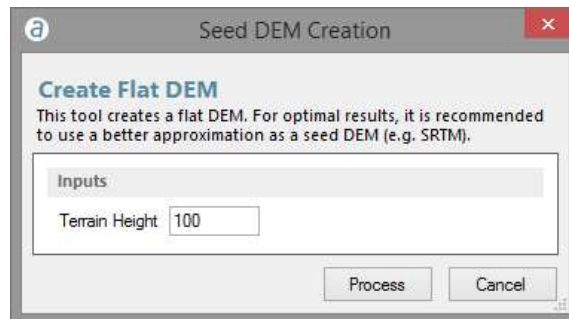 a
Seed DEM Creation
x
Create Flat DEM
This tool creates a flat DEM. For optimal results, it is recommended
to use a better approximation as a seed DEM (e.g. SRTM).
Inputs
Terrain Height 100
Process Cancel